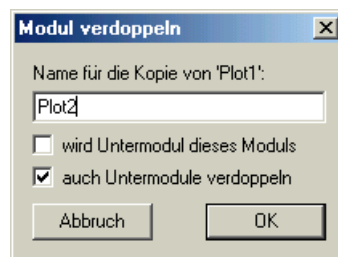 Modul verdoppeln
Name für die Kopie von 'Plot1':
Plot2
wird Untermodul dieses Moduls
auch Untermodule verdoppeln
Abbruch OK